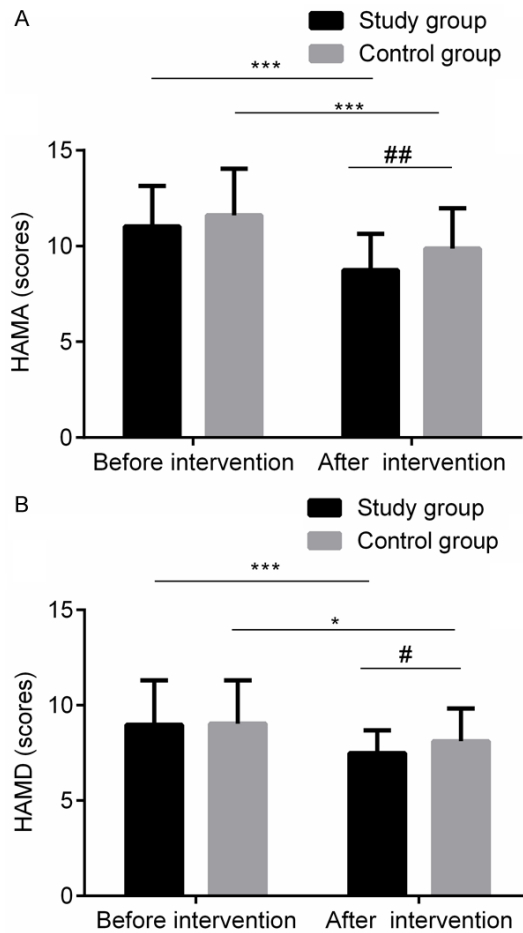 A
Study group
Control group
***
***
##
15
10
5
0
HAMA (scores)
Before intervention After intervention
B
Study group
Control group
***
*
#
15
10
5
0
HAMD (scores)
Before intervention After intervention